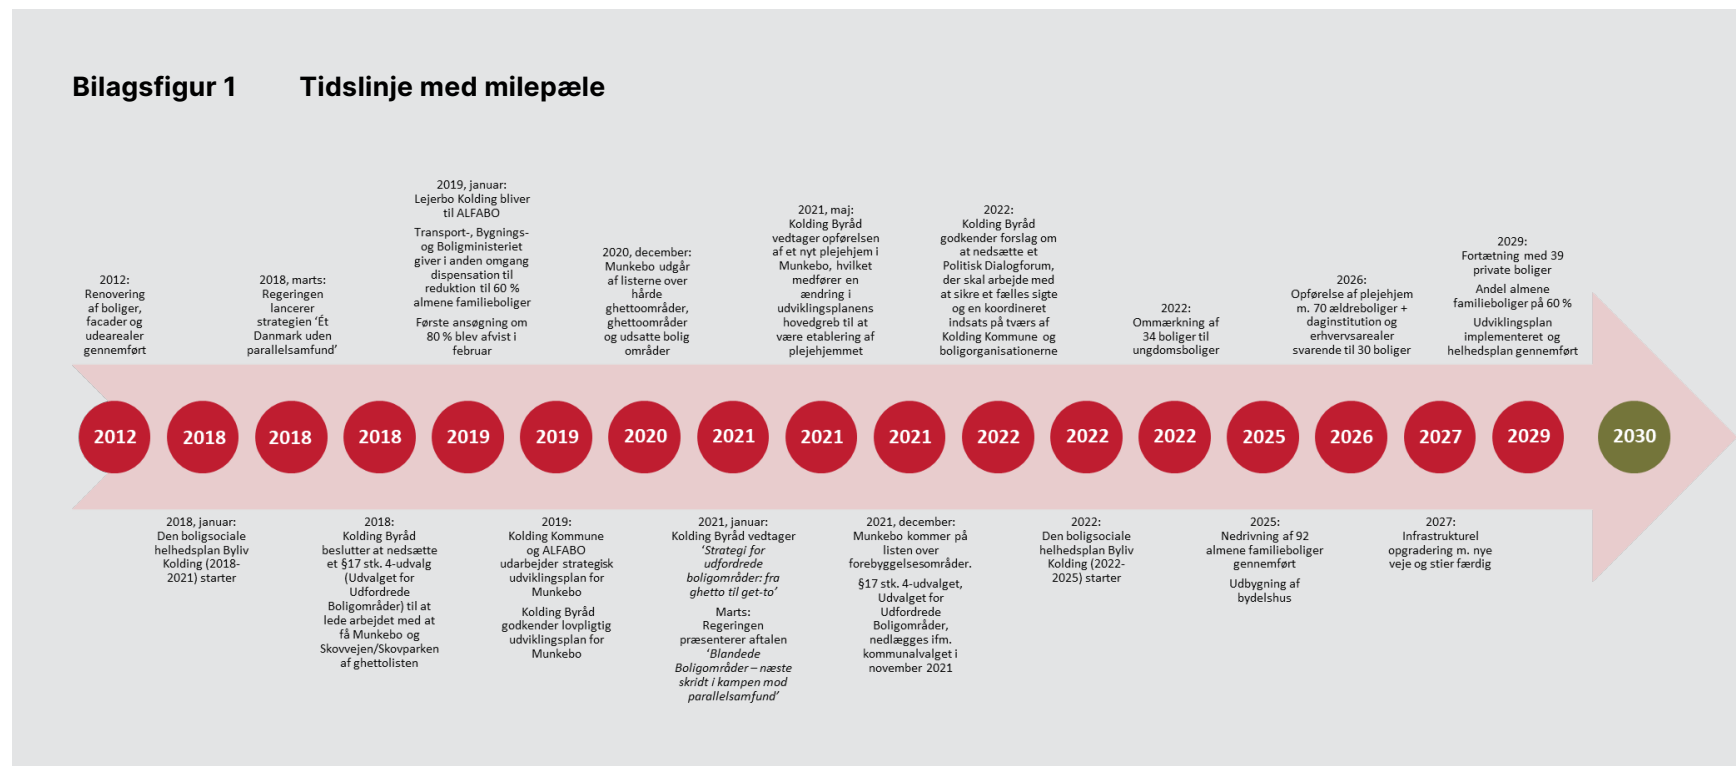 Bilagsfigur 1 Tidslinje med milepæle
2012:
Renovering
af boliger,
facader og
udearealer
gennemført
2018, marts:
Regeringen
lancerer
strategien ‘Ét
Danmark uden
parallelsamfund’
2019, januar:
Lejerbo Kolding bliver
til ALFABO
Transport-, Bygnings-
og Boligministeriet
giver i anden omgang
dispensation til
reduktion til 60 %
almene familieboliger
Første ansøgning om
80 % blev afvist i
februar
2020, december:
Munkebo udgår
af listerne over
hårde
ghettoområder,
ghettoområder
og udsatte bolig
områder
2021, maj:
Kolding Byråd
vedtager opførelsen
af et nyt plejehjem i
Munkebo, hvilket
medfører en
ændring i
udviklingsplanens
hovedgreb til at
være etablering af
plejehjemmet
2022:
Kolding Byråd
godkender forslag om
at nedsætte et
Politisk Dialogforum,
der skal arbejde med
at sikre et fælles sigte
og en koordineret
indsats på tværs af
Kolding Kommune og
boligorganisationerne
2022:
Ommærkning af
34 boliger til
ungdomsboliger
2026:
Opførelse af plejehjem
m. 70 ældreboliger +
daginstitution og
erhvervsarealer
svarende til 30 boliger
2029:
Fortætning med 39
private boliger
Andel almene
familieboliger på 60 %
Udviklingsplan
implementeret og
helhedsplan gennemført
2012 2018 2018 2018 2019 2019 2020 2021 2021 2021 2022 2022 2022 2025 2026 2027 2029 2030
2018, januar:
Den boligsociale
helhedsplan Byliv
Kolding (2018-
2021) starter
2018:
Kolding Byråd
beslutter at nedsætte
et §17 stk. 4-udvalg
(Udvalget for
Udfordrede
Boligområder) til at
lede arbejdet med at
få Munkebo og
Skovvejen/Skovparken
af ghettolisten
2019:
Kolding Kommune
og ALFABO
udarbejder strategisk
udviklingsplan for
Munkebo
Kolding Byråd
godkender lovpligtig
udviklingsplan for
Munkebo
2021, januar:
Kolding Byråd vedtager
‘Strategi for
udfordrede
boligområder: fra
ghetto til get-to’
Marts:
Regeringen
præsenterer aftalen
‘Blandede
Boligområder – næste
skridt i kampen mod
parallelsamfund’
2021, december:
Munkebo kommer på
listen over
forebyggelsesområder.
§17 stk. 4-udvalget,
Udvalget for
Udfordrede
Boligområder,
nedlægges ifm.
kommunalvalget i
november 2021
2022:
Den boligsociale
helhedsplan Byliv
Kolding (2022-
2025) starter
2025:
Nedrivning af 92
almene familieboliger
gennemført
Udbygning af
bydelshus
2027:
Infrastrukturel
opgradering m. nye
veje og stier færdig